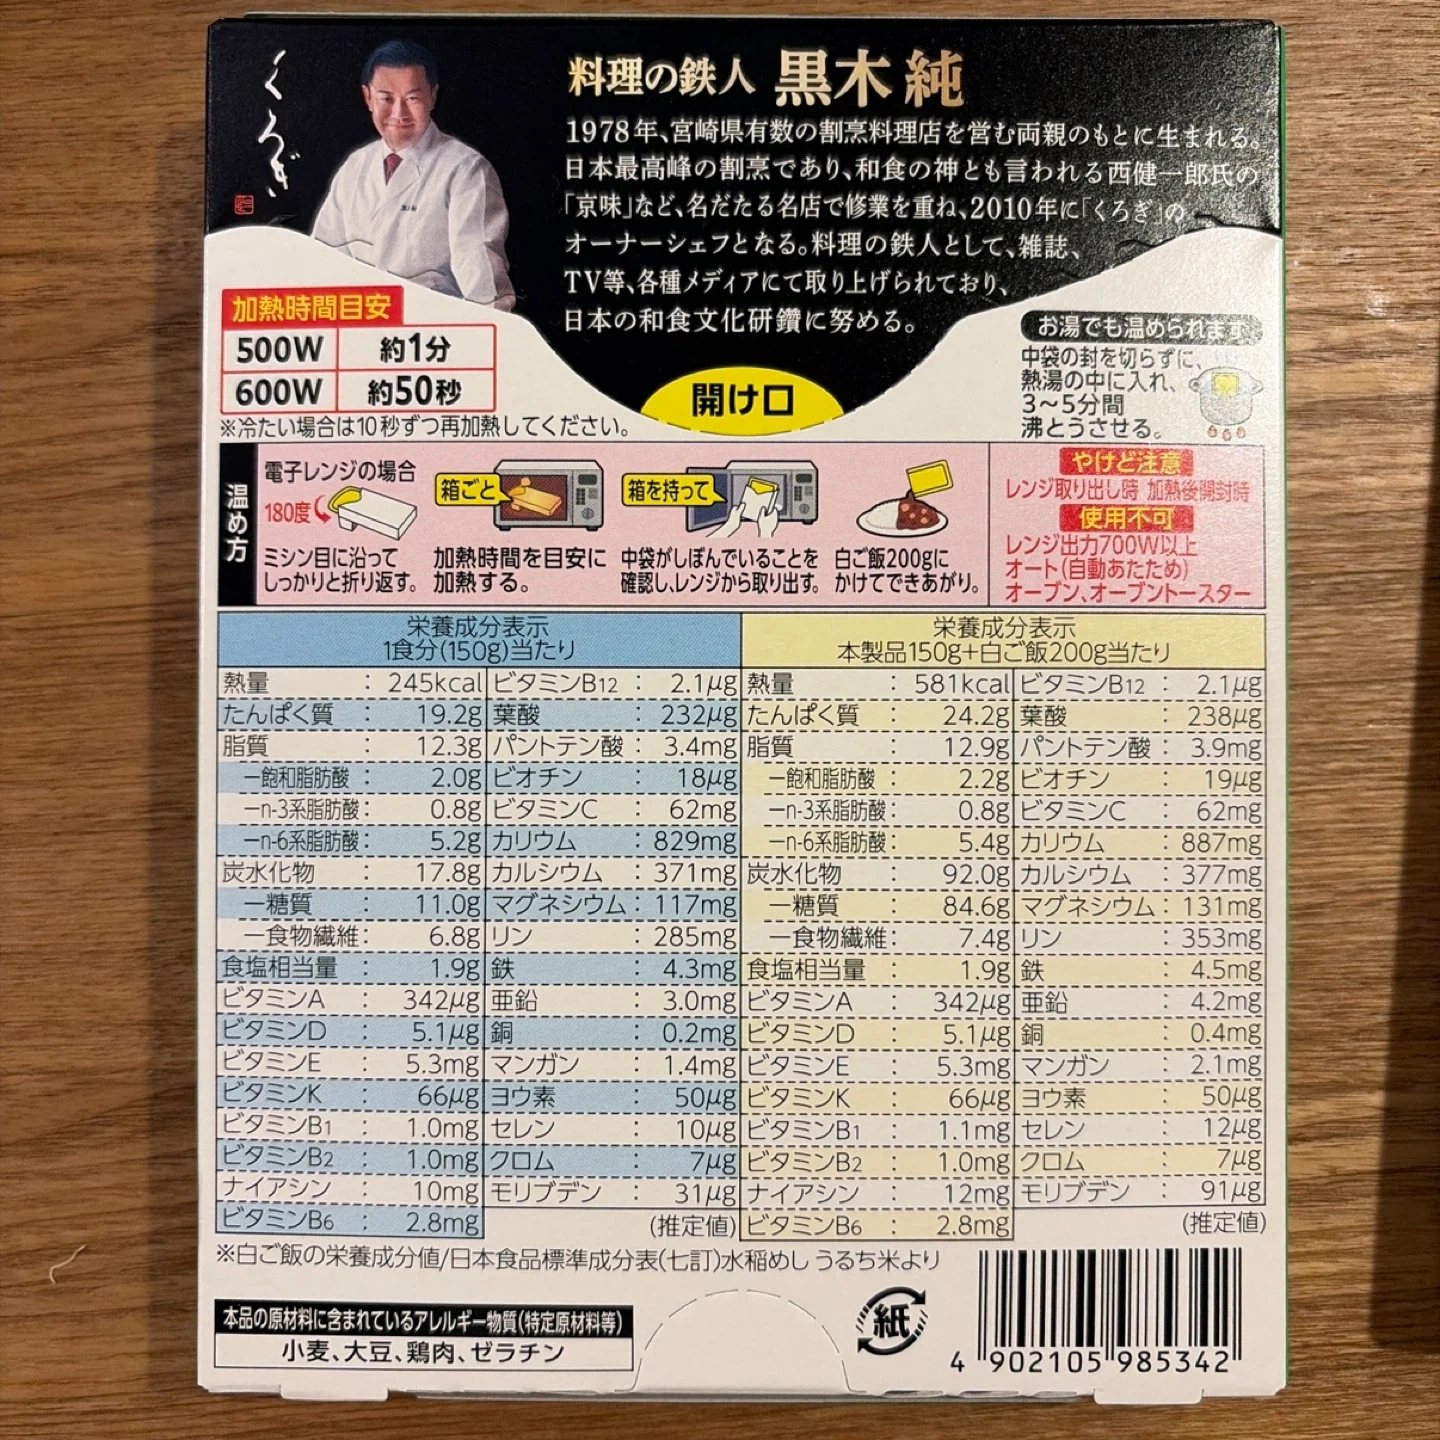 くろぎ
料理の鉄人 黒木 純
1978年、宮崎県有数の割烹料理店を営む両親のもとに生まれる。
日本最高峰の割烹であり、和食の神とも言われる西健一郎氏の
「京味」など、名だたる名店で修業を重ね、2010年に「くろぎ」の
オーナーシェフとなる。料理の鉄人として、雑誌、
TV等、各種メディアにて取り上げられており、
日本の和食文化研鑽に努める。
加熱時間目安
500W 約1分
600W 約50秒
※冷たい場合は10秒ずつ再加熱してください。
開け口
お湯でも温められます
中袋の封を切らずに、
熱湯の中に入れ、
3〜5分間
沸とうさせる。
温め方
電子レンジの場合
180度
ミシン目に沿って
しっかりと折り返す。
箱ごと
加熱時間を目安に
加熱する。
箱を持って
中袋がしぼんでいることを
確認し、レンジから取り出す。
白ご飯200gに
かけてできあがり。
やけど注意
レンジ取り出し時 加熱後開封時
使用不可
レンジ出力700W以上
オート(自動あたため)
オーブン、オーブントースター
栄養成分表示
1食分(150g)当たり
熱量 : 245kcal ビタミンB12 : 2.1μg
たんぱく質 : 19.2g 葉酸 : 232μg
脂質 : 12.3g パントテン酸 : 3.4mg
ー飽和脂肪酸 : 2.0g ビオチン : 18μg
ーn-3系脂肪酸 : 0.8g ビタミンC : 62mg
ーn-6系脂肪酸 : 5.2g カリウム : 829mg
炭水化物 : 17.8g カルシウム : 371mg
ー糖質 : 11.0g マグネシウム : 117mg
ー食物繊維 : 6.8g リン : 285mg
食塩相当量 : 1.9g 鉄 : 4.3mg
ビタミンA : 342μg 亜鉛 : 3.0mg
ビタミンD : 5.1μg 銅 : 0.2mg
ビタミンE : 5.3mg マンガン : 1.4mg
ビタミンK : 66μg ヨウ素 : 50μg
ビタミンB1 : 1.0mg セレン : 10μg
ビタミンB2 : 1.0mg クロム : 7μg
ナイアシン : 10mg モリブデン : 31μg
ビタミンB6 : 2.8mg (推定値)
栄養成分表示
本製品150g+白ご飯200g当たり
熱量 : 581kcal ビタミンB12 : 2.1μg
たんぱく質 : 24.2g 葉酸 : 238μg
脂質 : 12.9g パントテン酸 : 3.9mg
ー飽和脂肪酸 : 2.2g ビオチン : 19μg
ーn-3系脂肪酸 : 0.8g ビタミンC : 62mg
ーn-6系脂肪酸 : 5.4g カリウム : 887mg
炭水化物 : 92.0g カルシウム : 377mg
ー糖質 : 84.6g マグネシウム : 131mg
ー食物繊維 : 7.4g リン : 353mg
食塩相当量 : 1.9g 鉄 : 4.5mg
ビタミンA : 342μg 亜鉛 : 4.2mg
ビタミンD : 5.1μg 銅 : 0.4mg
ビタミンE : 5.3mg マンガン : 2.1mg
ビタミンK : 66μg ヨウ素 : 50μg
ビタミンB1 : 1.1mg セレン : 12μg
ビタミンB2 : 1.0mg クロム : 7μg
ナイアシン : 12mg モリブデン : 91μg
ビタミンB6 : 2.8mg (推定値)
※白ご飯の栄養成分値/日本食品標準成分表(七訂)水稲めし うるち米より
本品の原材料に含まれているアレルギー物質(特定原材料等)
小麦、大豆、鶏肉、ゼラチン
紙
4 902105 985342